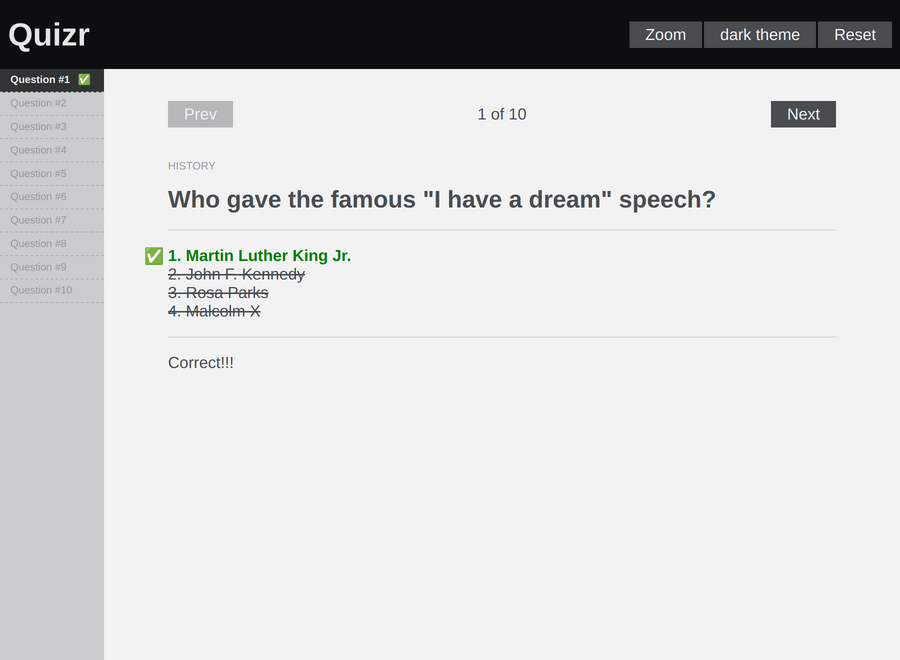 Quizr
Zoom
dark theme
Reset
Question #1
Question #2
Question #3
Question #4
Question #5
Question #6
Question #7
Question #8
Question #9
Question #10
Prev
1 of 10
Next
HISTORY
Who gave the famous "I have a dream" speech?
1. Martin Luther King Jr.
2. John F. Kennedy
3. Rosa Parks
4. Malcolm X
Correct!!!